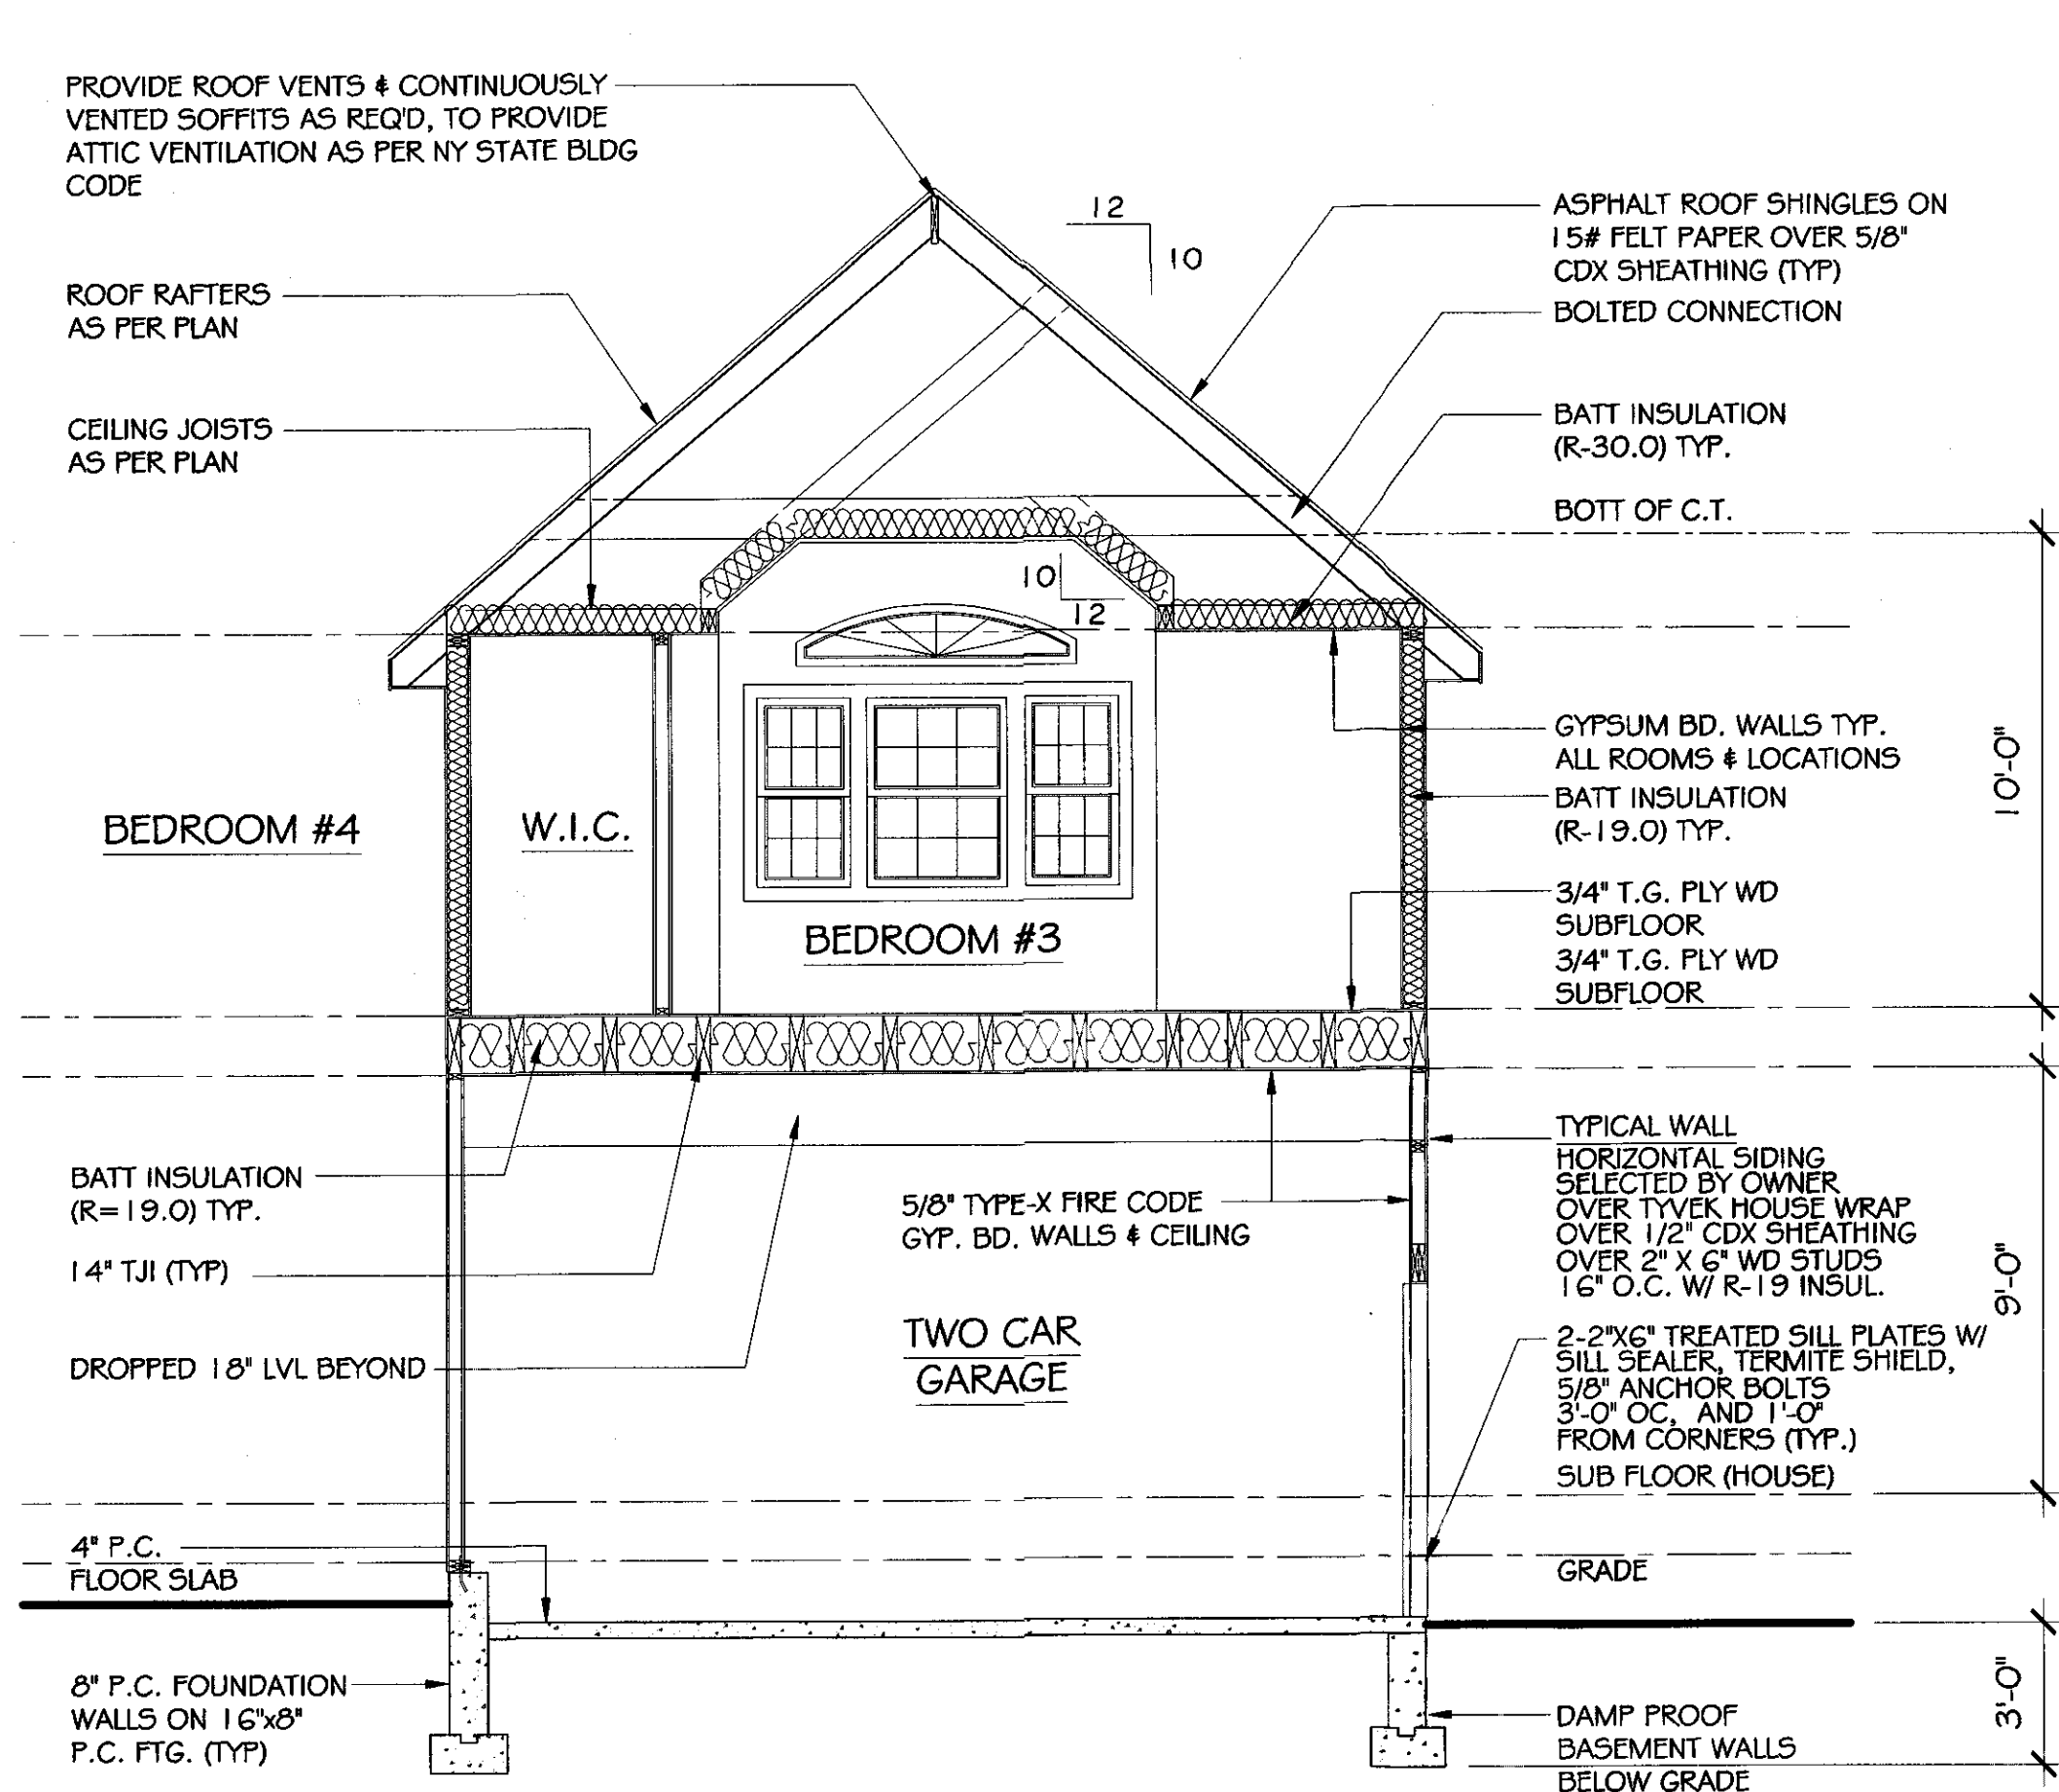 PROVIDE ROOF VENTS & CONTINUOUSLY
VENTED SOFFITS AS REQ'D, TO PROVIDE
ATTIC VENTILATION AS PER NY STATE BLDG
CODE
ROOF RAFTERS
AS PER PLAN
CEILING JOISTS
AS PER PLAN
12
10
ASPHALT ROOF SHINGLES ON
15# FELT PAPER OVER 5/8"
CDX SHEATHING (TYP)
BOLTED CONNECTION
BATT INSULATION
(R-30.0) TYP.
BOTT OF C.T.
10
12
BEDROOM #4
W.I.C.
BEDROOM #3
GYPSUM BD. WALLS TYP.
ALL ROOMS & LOCATIONS
BATT INSULATION
(R-19.0) TYP.
3/4" T.G. PLY WD
SUBFLOOR
3/4" T.G. PLY WD
SUBFLOOR
10'-0"
BATT INSULATION
(R=19.0) TYP.
14" TJI (TYP)
DROPPED 18" LVL BEYOND
5/8" TYPE-X FIRE CODE
GYP. BD. WALLS & CEILING
TWO CAR
GARAGE
TYPICAL WALL
HORIZONTAL SIDING
SELECTED BY OWNER
OVER TYVEK HOUSE WRAP
OVER 1/2" CDX SHEATHING
OVER 2" X 6" WD STUDS
16" O.C. W/ R-19 INSUL.
9'-0"
2-2"X6" TREATED SILL PLATES W/
SILL SEALER, TERMITE SHIELD,
5/8" ANCHOR BOLTS
3'-0" OC, AND 1'-0"
FROM CORNERS (TYP.)
SUB FLOOR (HOUSE)
4" P.C.
FLOOR SLAB
GRADE
8" P.C. FOUNDATION
WALLS ON 16"x8"
P.C. FTG. (TYP)
DAMP PROOF
BASEMENT WALLS
BELOW GRADE
3'-0"